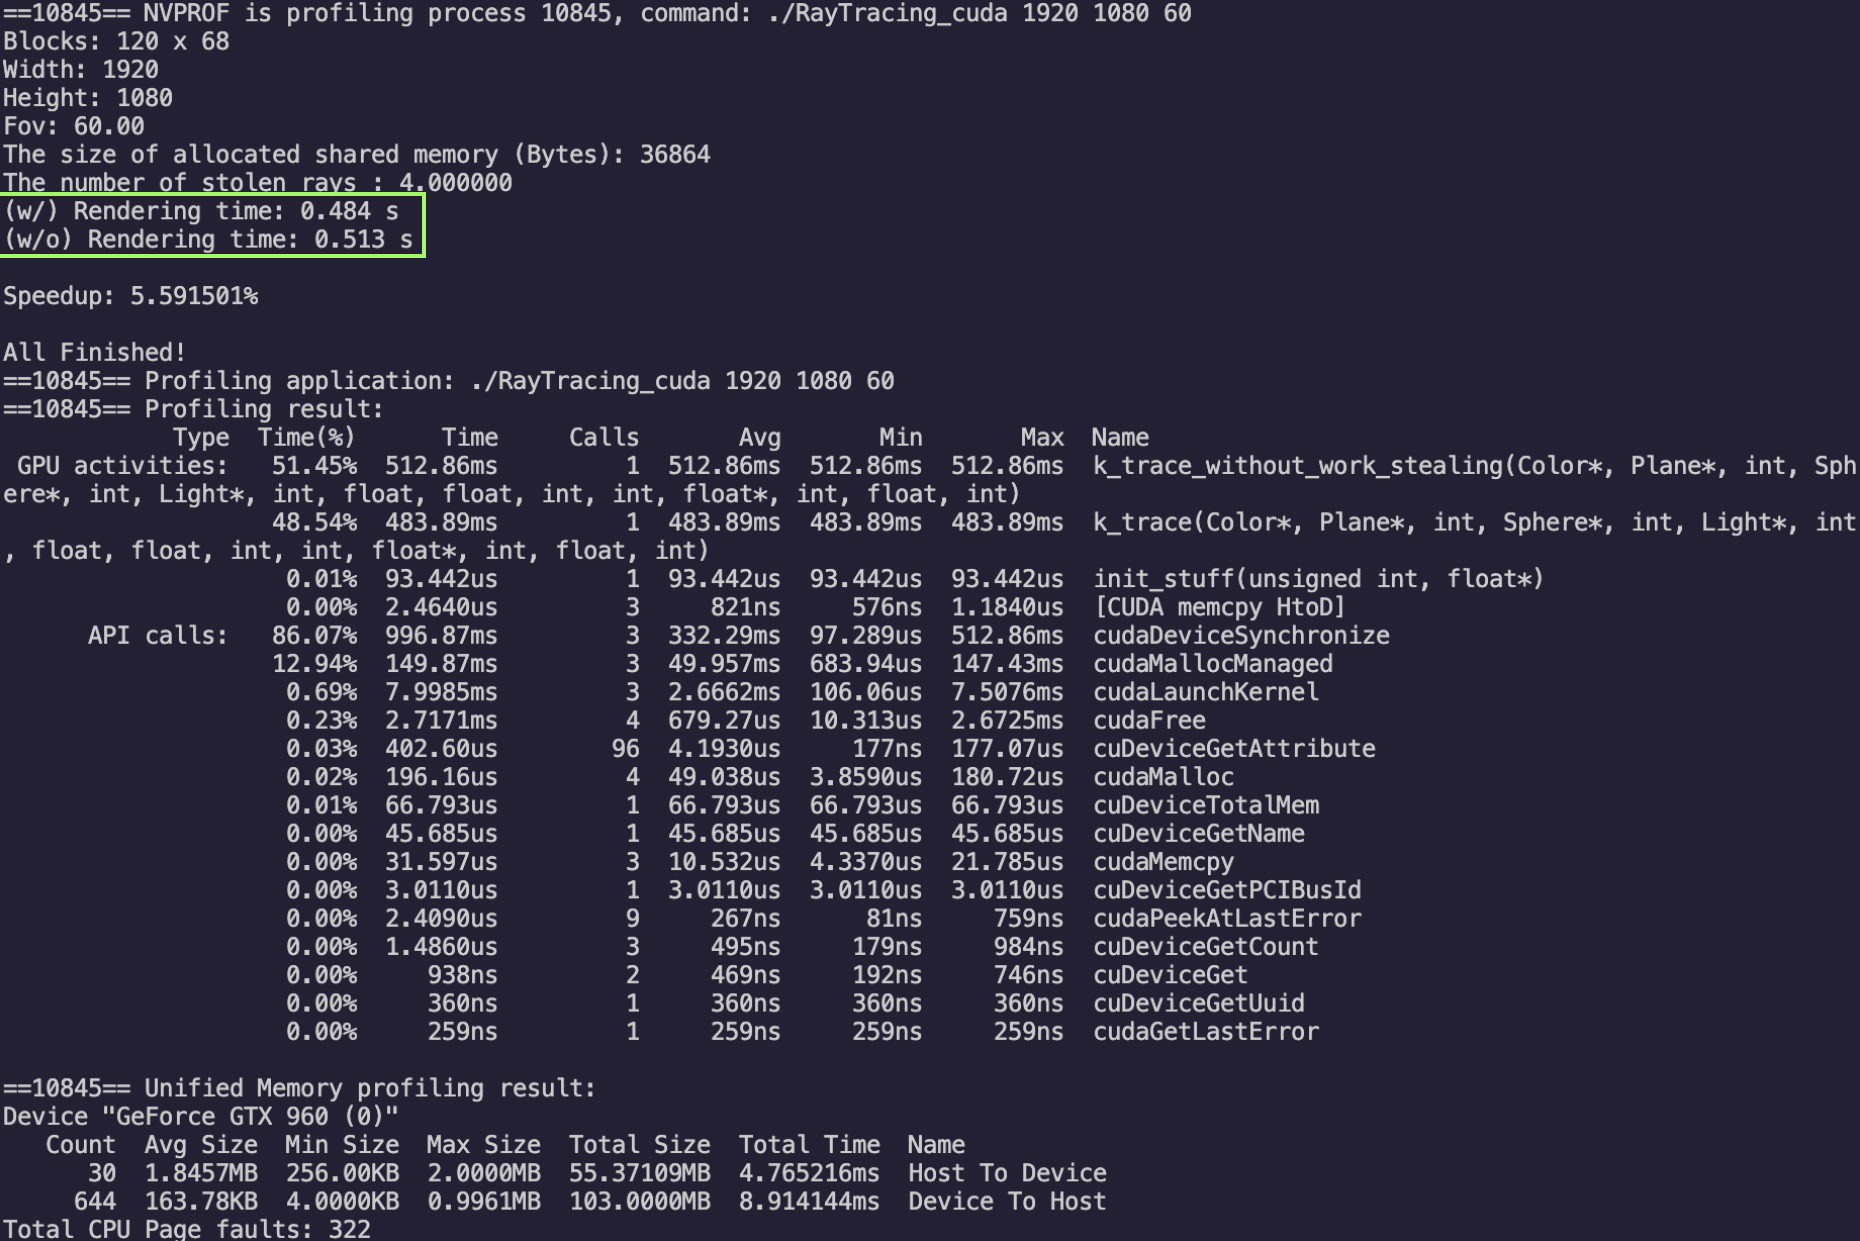 ==10845== NVPROF is profiling process 10845, command: ./RayTracing_cuda 1920 1080 60
Blocks: 120 x 68
Width: 1920
Height: 1080
Fov: 60.00
The size of allocated shared memory (Bytes): 36864
The number of stolen rays : 4.000000
(w/) Rendering time: 0.484 s
(w/o) Rendering time: 0.513 s
Speedup: 5.591501%
All Finished!
==10845== Profiling application: ./RayTracing_cuda 1920 1080 60
==10845== Profiling result:
Type Time(%) Time Calls Avg Min Max Name
GPU activities: 51.45% 512.86ms 1 512.86ms 512.86ms 512.86ms k_trace_without_work_stealing(Color*, Plane*, int, Sph
ere*, int, Light*, int, float, float, int, int, float*, int, float, int)
48.54% 483.89ms 1 483.89ms 483.89ms 483.89ms k_trace(Color*, Plane*, int, Sphere*, int, Light*, int
, float, float, int, int, float*, int, float, int)
0.01% 93.442us 1 93.442us 93.442us 93.442us init_stuff(unsigned int, float*)
0.00% 2.4640us 3 821ns 576ns 1.1840us [CUDA memcpy HtoD]
API calls: 86.07% 996.87ms 3 332.29ms 97.289us 512.86ms cudaDeviceSynchronize
12.94% 149.87ms 3 49.957ms 683.94us 147.43ms cudaMallocManaged
0.69% 7.9985ms 3 2.6662ms 106.06us 7.5076ms cudaLaunchKernel
0.23% 2.7171ms 4 679.27us 10.313us 2.6725ms cudaFree
0.03% 402.60us 96 4.1930us 177ns 177.07us cuDeviceGetAttribute
0.02% 196.16us 4 49.038us 3.8590us 180.72us cudaMalloc
0.01% 66.793us 1 66.793us 66.793us 66.793us cuDeviceTotalMem
0.00% 45.685us 1 45.685us 45.685us 45.685us cuDeviceGetName
0.00% 31.597us 3 10.532us 4.3370us 21.785us cudaMemcpy
0.00% 3.0110us 1 3.0110us 3.0110us 3.0110us cuDeviceGetPCIBusId
0.00% 2.4090us 9 267ns 81ns 759ns cudaPeekAtLastError
0.00% 1.4860us 3 495ns 179ns 984ns cuDeviceGetCount
0.00% 938ns 2 469ns 192ns 746ns cuDeviceGet
0.00% 360ns 1 360ns 360ns 360ns cuDeviceGetUuid
0.00% 259ns 1 259ns 259ns 259ns cudaGetLastError
==10845== Unified Memory profiling result:
Device "GeForce GTX 960 (0)"
Count Avg Size Min Size Max Size Total Size Total Time Name
30 1.8457MB 256.00KB 2.0000MB 55.37109MB 4.765216ms Host To Device
644 163.78KB 4.0000KB 0.9961MB 103.0000MB 8.914144ms Device To Host
Total CPU Page faults: 322